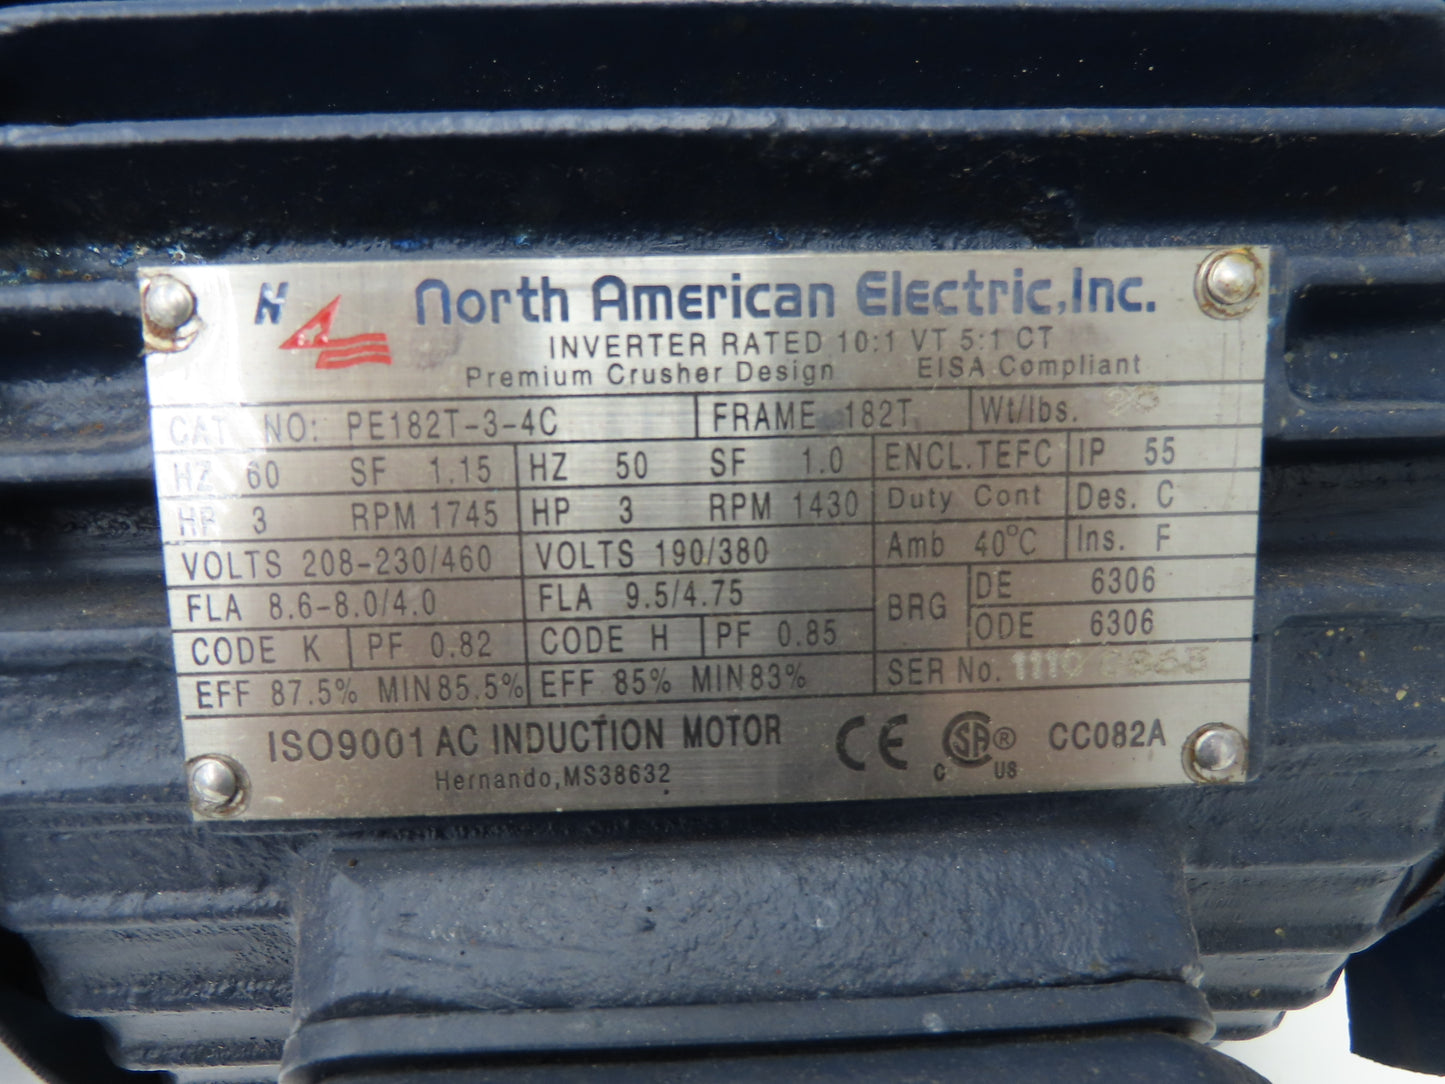 North American Electric, Inc.
INVERTER RATED 10:1 VT 5:1 CT
Premium Crusher Design EISA Compliant
CAT NO: PE182T-3-4C FRAME 182T Wt/lbs.
HZ 60 SF 1.15 HZ 50 SF 1.0 ENCL. TEFC IP 55
HP 3 RPM 1745 HP 3 RPM 1430 Duty Cont Des. C
VOLTS 208-230/460 VOLTS 190/380 Amb 40°C Ins. F
FLA 8.6-8.0/4.0 FLA 9.5/4.75 BRG DE 6306
CODE K PF 0.82 CODE H PF 0.85 ODE 6306
EFF 87.5% MIN 85.5% EFF 85% MIN 83% SER No.
ISO9001 AC INDUCTION MOTOR CE C SA® US CC082A
Hernando, MS38632